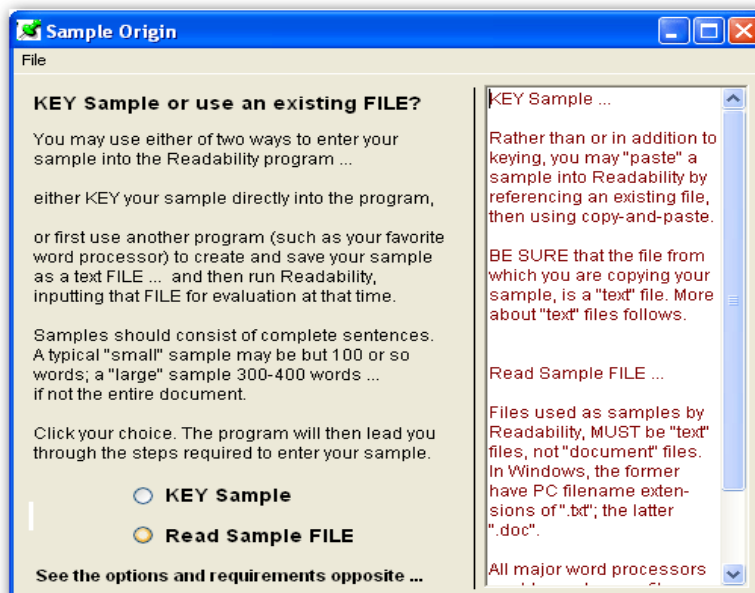 Sample Origin
File
KEY Sample or use an existing FILE?
You may use either of two ways to enter your
sample into the Readability program ...
either KEY your sample directly into the program,
or first use another program (such as your favorite
word processor) to create and save your sample
as a text FILE ... and then run Readability,
inputting that FILE for evaluation at that time.
Samples should consist of complete sentences.
A typical "small" sample may be but 100 or so
words; a "large" sample 300-400 words ...
if not the entire document.
Click your choice. The program will then lead you
through the steps required to enter your sample.
KEY Sample
Read Sample FILE
See the options and requirements opposite ...
KEY Sample ...
Rather than or in addition to
keying, you may "paste" a
sample into Readability by
referencing an existing file,
then using copy-and-paste.
BE SURE that the file from
which you are copying your
sample, is a "text" file. More
about "text" files follows.
Read Sample FILE ...
Files used as samples by
Readability, MUST be "text"
files, not "document" files.
In Windows, the former
have PC filename exten-
sions of ".txt"; the latter
".doc".
All major word processors